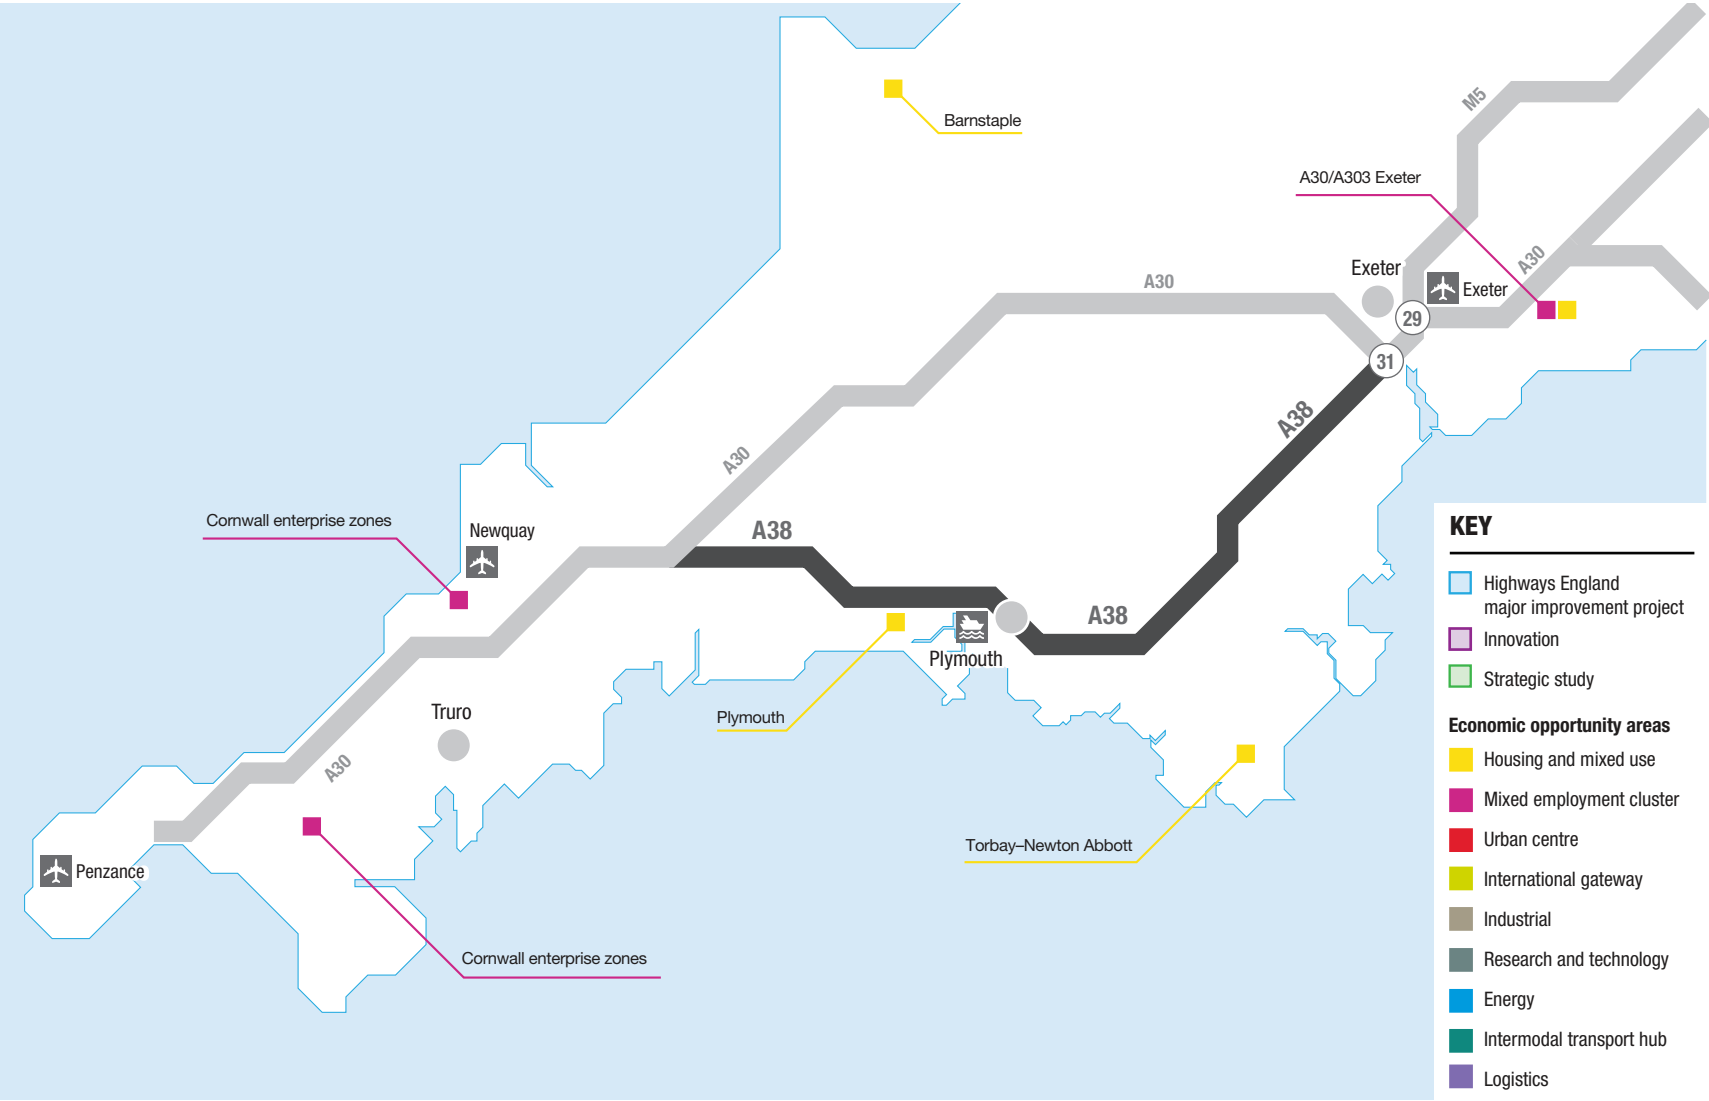 Barnstaple
M5
A30/A303 Exeter
A30
Exeter
A30
Exeter
29
31
A38
A30
Cornwall enterprise zones
Newquay
A38
A38
Plymouth
Plymouth
Truro
A30
Torbay–Newton Abbott
Penzance
Cornwall enterprise zones
KEY
Highways England
major improvement project
Innovation
Strategic study
Economic opportunity areas
Housing and mixed use
Mixed employment cluster
Urban centre
International gateway
Industrial
Research and technology
Energy
Intermodal transport hub
Logistics